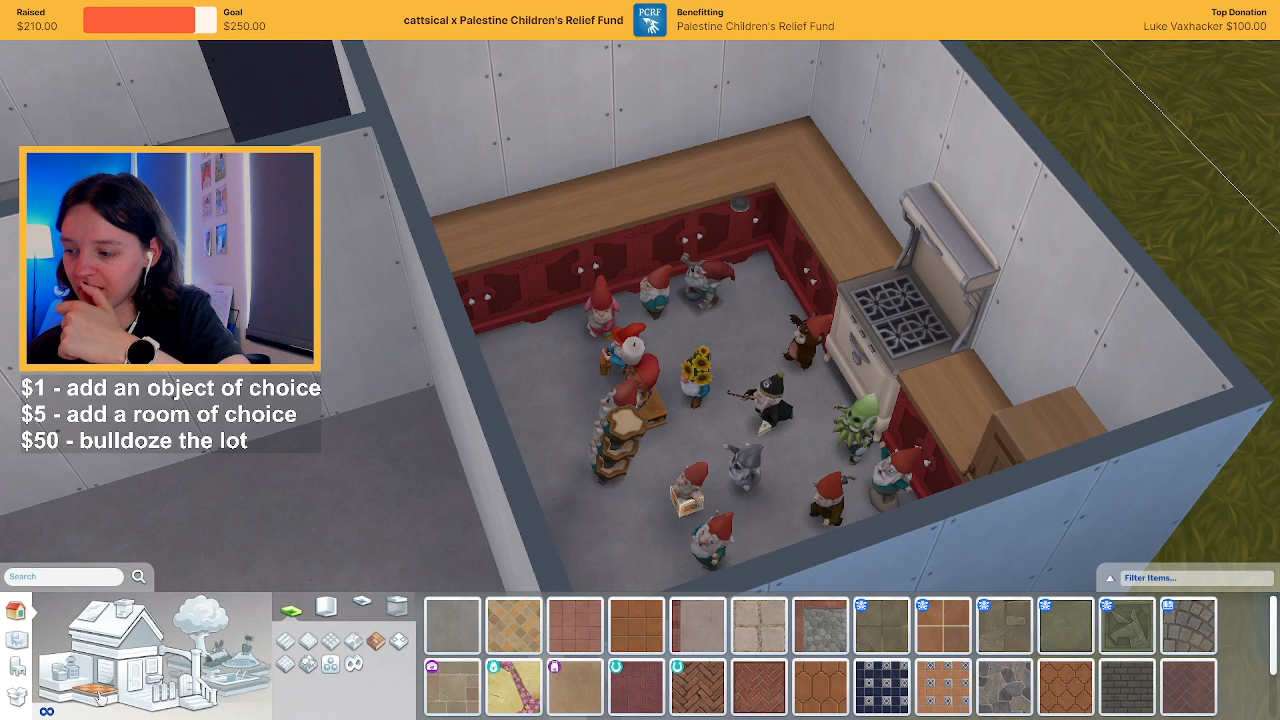 Raised
$210.00
Goal
$250.00
cattsical x Palestine Children's Relief Fund
PCRF
Benefitting
Palestine Children's Relief Fund
Top Donation
Luke Vaxhacker $100.00
$1 - add an object of choice
$5 - add a room of choice
$50 - bulldoze the lot
Search
Filter Items...